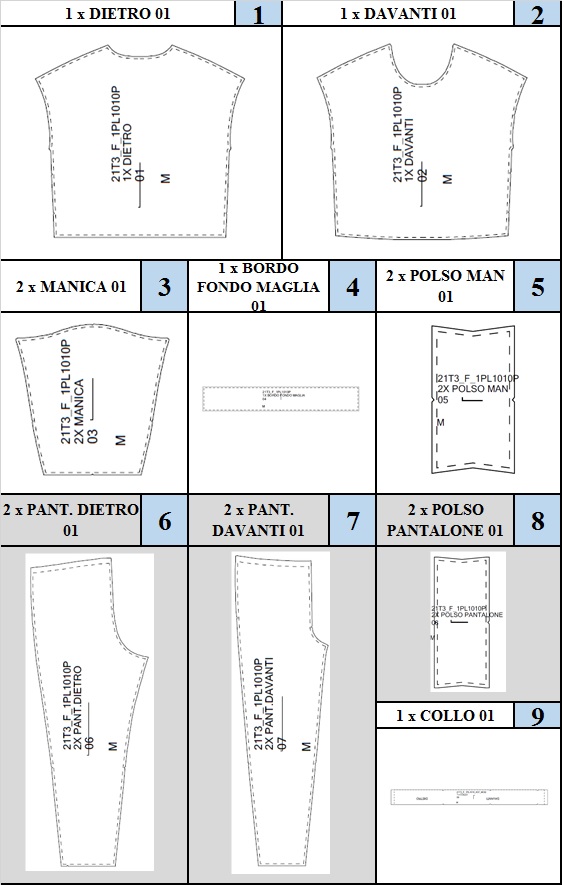 1 x DIETRO 01
1
1 x DAVANTI 01
2
21T3_F_1PL1010P
1X DIETRO
01
M
21T3_F_1PL1010P
1X DAVANTI
02
M
2 x MANICA 01
3
1 x BORDO
FONDO MAGLIA
01
4
2 x POLSO MAN
01
5
21T3_F_1PL1010P
2X MANICA
03
M
21T3_F_1PL1010P
1X BORDO FONDO MAGLIA
04
M
21T3_F_1PL1010P
2X POLSO MAN
05
M
2 x PANT. DIETRO
01
6
2 x PANT.
DAVANTI 01
7
2 x POLSO
PANTALONE 01
8
21T3_F_1PL1010P
2X PANT.DIETRO
06
M
21T3_F_1PL1010P
2X PANT.DAVANTI
07
M
21T3_F_1PL1010P
2X POLSO PANTALONE
M
1 x COLLO 01
9